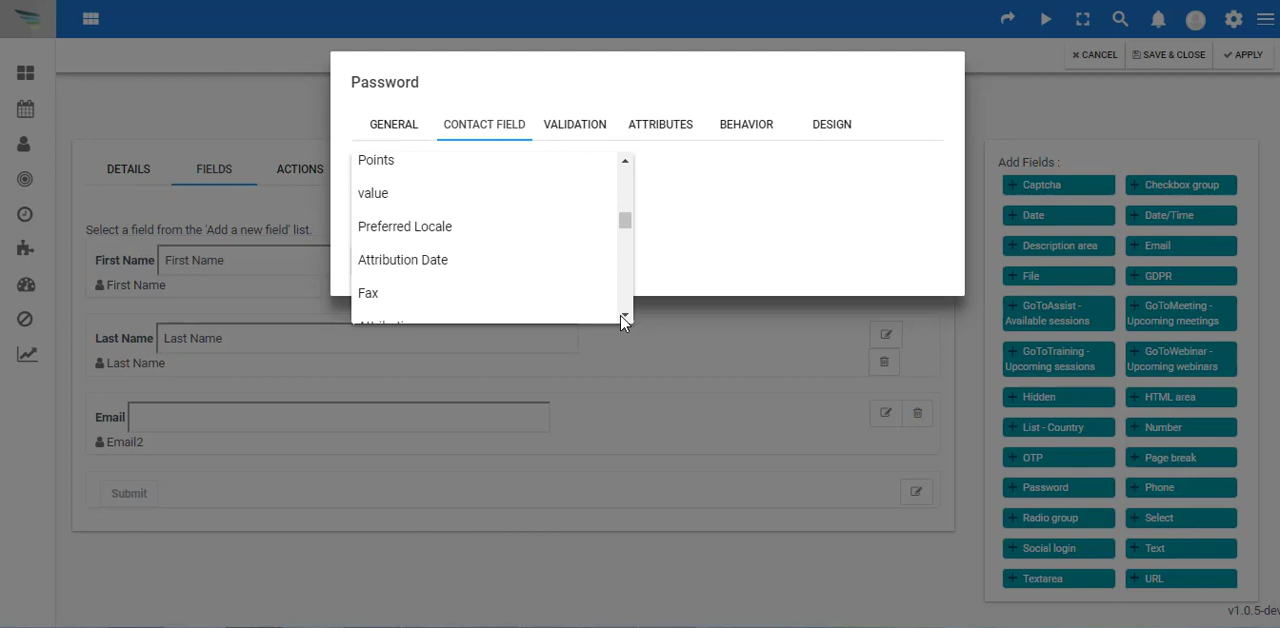 CANCEL
SAVE & CLOSE
APPLY
Password
GENERAL
CONTACT FIELD
VALIDATION
ATTRIBUTES
BEHAVIOR
DESIGN
Points
value
Preferred Locale
Attribution Date
Fax
DETAILS
FIELDS
ACTIONS
Select a field from the 'Add a new field' list.
First Name First Name
First Name
Last Name Last Name
Last Name
Email
Email2
Submit
Add Fields :
+ Captcha
+ Checkbox group
+ Date
+ Date/Time
+ Description area
+ Email
+ File
+ GDPR
+ GoToAssist -
Available sessions
+ GoToMeeting -
Upcoming meetings
+ GoToTraining -
Upcoming sessions
+ GoToWebinar -
Upcoming webinars
+ Hidden
+ HTML area
+ List - Country
+ Number
+ OTP
+ Page break
+ Password
+ Phone
+ Radio group
+ Select
+ Social login
+ Text
+ Textarea
+ URL
v1.0.5-dev